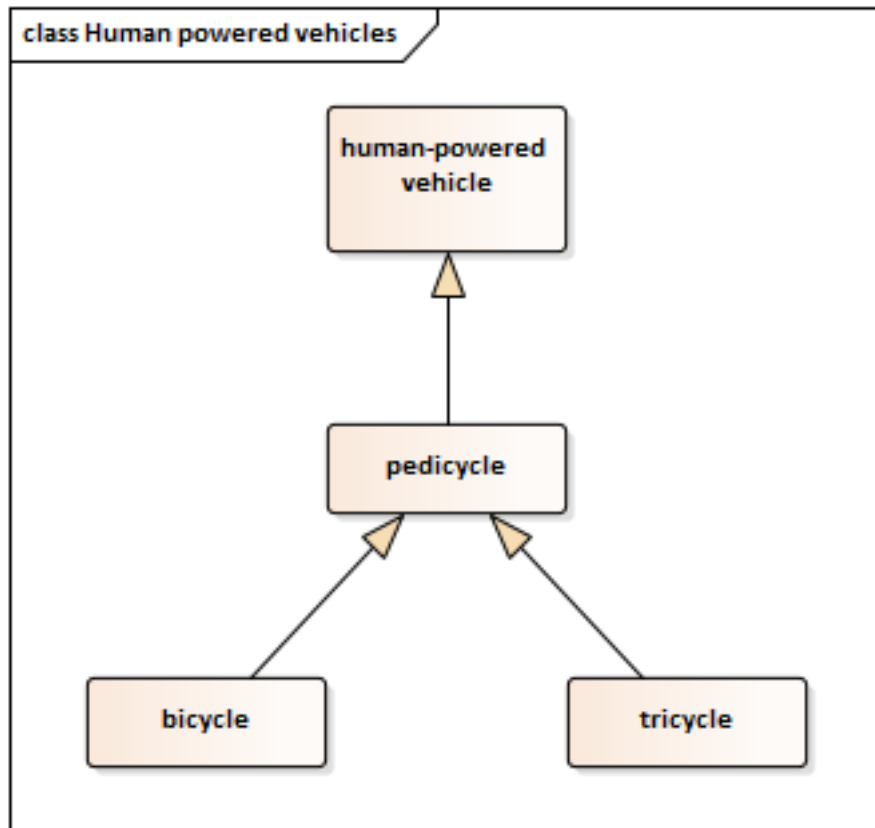 class Human powered vehicles
human-powered
vehicle
pedicycle
bicycle
tricycle